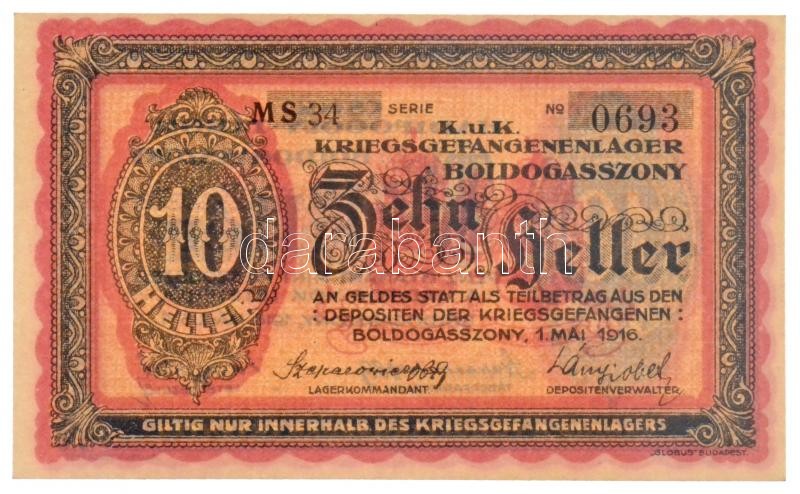 MS 34 SERIE № 0693
K.u.K.
KRIEGSGEFANGENENLAGER
BOLDOGASSZONY
10
HELLER
Zehn
Heller
darabanth
AN GELDES STATT ALS TEILBETRAG AUS DEN
: DEPOSITEN DER KRIEGSGEFANGENEN :
BOLDOGASSZONY, 1. MAI 1916.
LAGERKOMMANDANT. DEPOSITENVERWALTER.
GILTIG NUR INNERHALB DES KRIEGSGEFANGENENLAGERS
„GLOBUS" BUDAPEST.